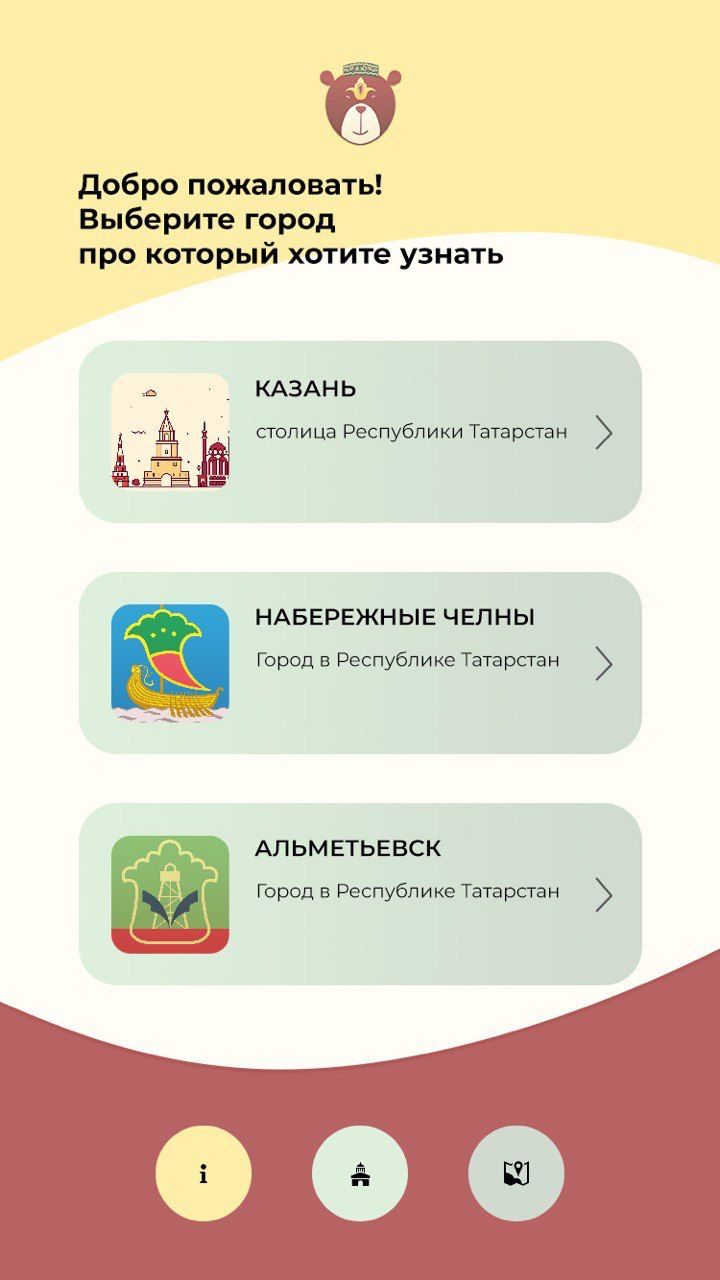 Добро пожаловать!
Выберите город
про который хотите узнать
КАЗАНЬ
столица Республики Татарстан
НАБЕРЕЖНЫЕ ЧЕЛНЫ
Город в Республике Татарстан
АЛЬМЕТЬЕВСК
Город в Республике Татарстан
i